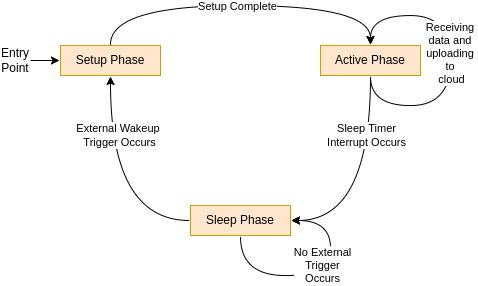 Setup Complete
Entry
Point
Setup Phase
Active Phase
Receiving
data and
uploading
to
cloud
External Wakeup
Trigger Occurs
Sleep Timer
Interrupt Occurs
Sleep Phase
No External
Trigger
Occurs